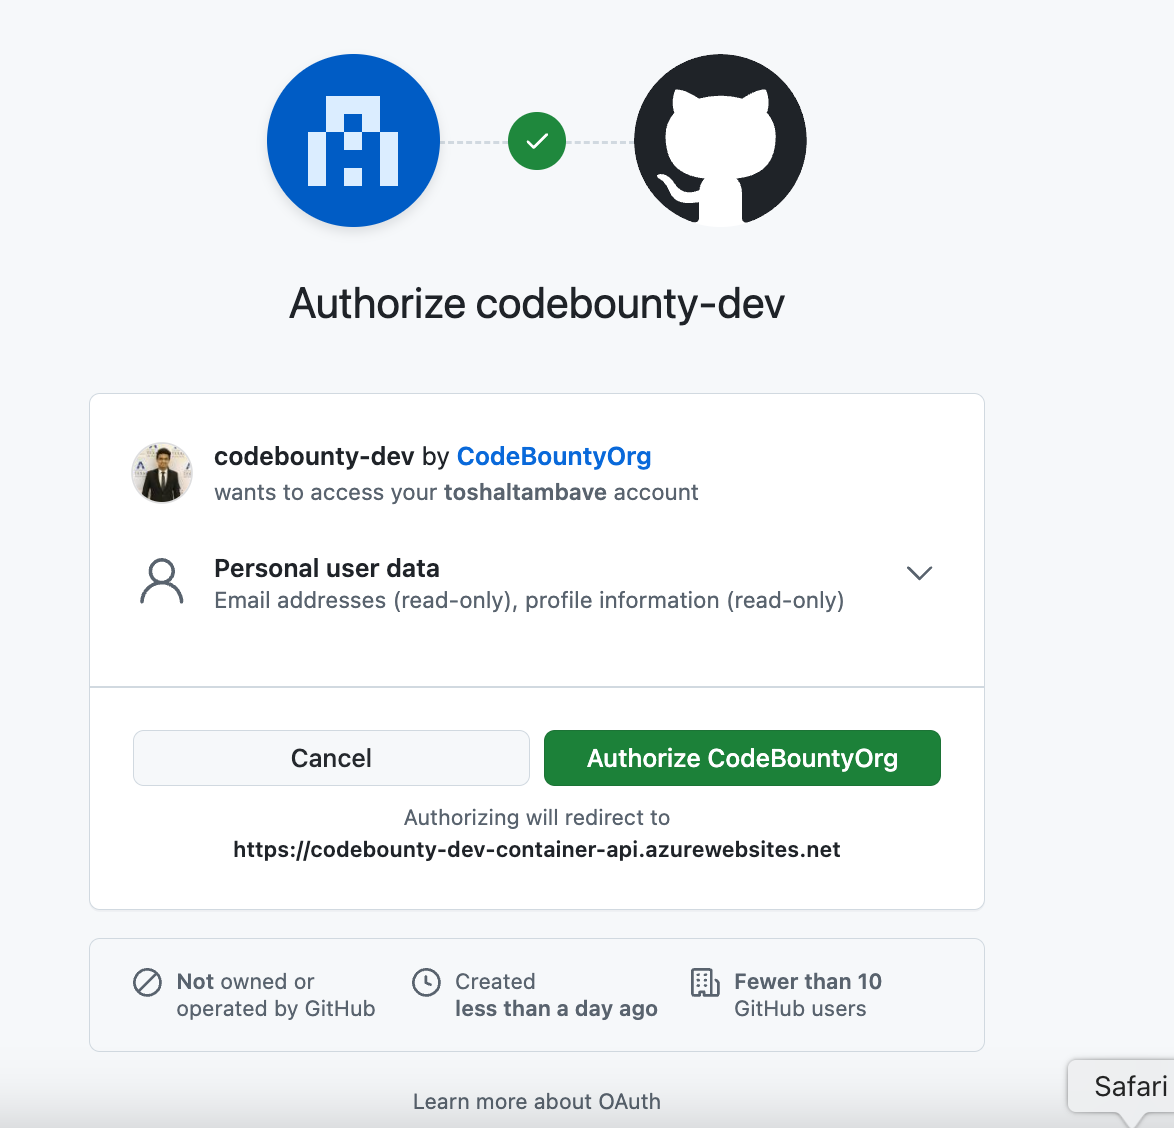 Authorize codebounty-dev
codebounty-dev by CodeBountyOrg
wants to access your toshaltambave account
Personal user data
Email addresses (read-only), profile information (read-only)
Cancel
Authorize CodeBountyOrg
Authorizing will redirect to
https://codebounty-dev-container-api.azurewebsites.net
Not owned or
operated by GitHub
Created
less than a day ago
Fewer than 10
GitHub users
Learn more about OAuth
Safari